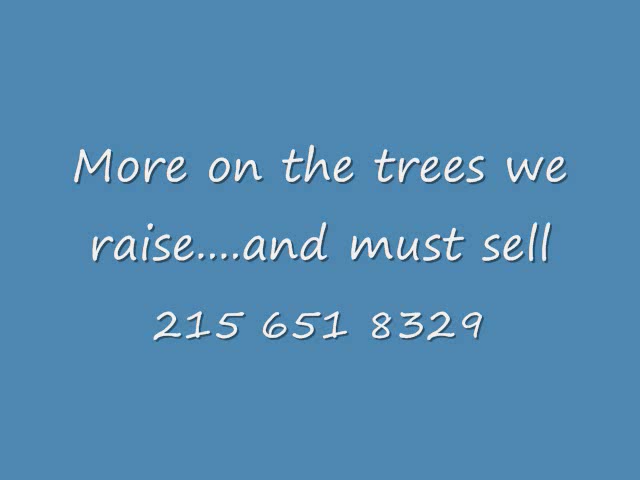 More on the trees we
raise....and must sell
215 651 8329